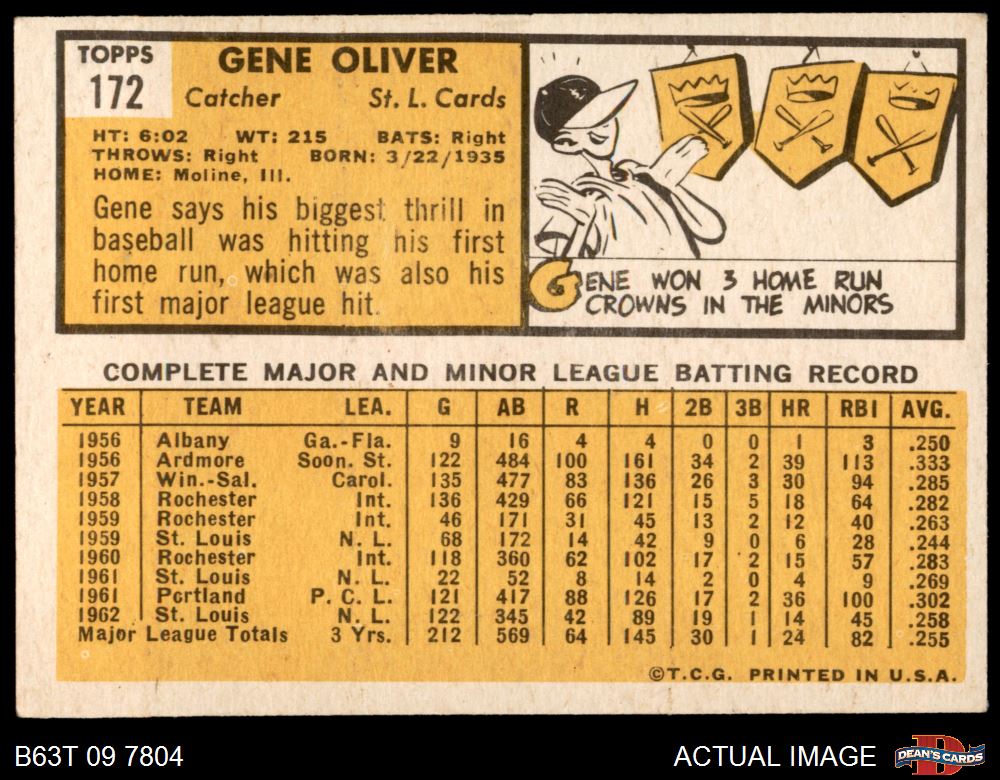 TOPPS
172
GENE OLIVER
Catcher St. L. Cards
HT: 6:02 WT: 215 BATS: Right
THROWS: Right BORN: 3/22/1935
HOME: Moline, Ill.
Gene says his biggest thrill in
baseball was hitting his first
home run, which was also his
first major league hit.
GENE WON 3 HOME RUN
CROWNS IN THE MINORS
COMPLETE MAJOR AND MINOR LEAGUE BATTING RECORD
YEAR TEAM LEA. G AB R H 2B 3B HR RBI AVG.
1956 Albany Ga.-Fla. 9 16 4 4 0 0 1 3 .250
1956 Ardmore Soon. St. 122 484 100 161 34 2 39 113 .333
1957 Win.-Sal. Carol. 135 477 83 136 26 3 30 94 .285
1958 Rochester Int. 136 429 66 121 15 5 18 64 .282
1959 Rochester Int. 46 171 31 45 13 2 12 40 .263
1959 St. Louis N. L. 68 172 14 42 9 0 6 28 .244
1960 Rochester Int. 118 360 62 102 17 2 15 57 .283
1961 St. Louis N. L. 22 52 8 14 2 0 4 9 .269
1961 Portland P. C. L. 121 417 88 126 17 2 36 100 .302
1962 St. Louis N. L. 122 345 42 89 19 1 14 45 .258
Major League Totals 3 Yrs. 212 569 64 145 30 1 24 82 .255
©T.C.G. PRINTED IN U.S.A.
B63T 09 7804 ACTUAL IMAGE DEAN'S CARDS